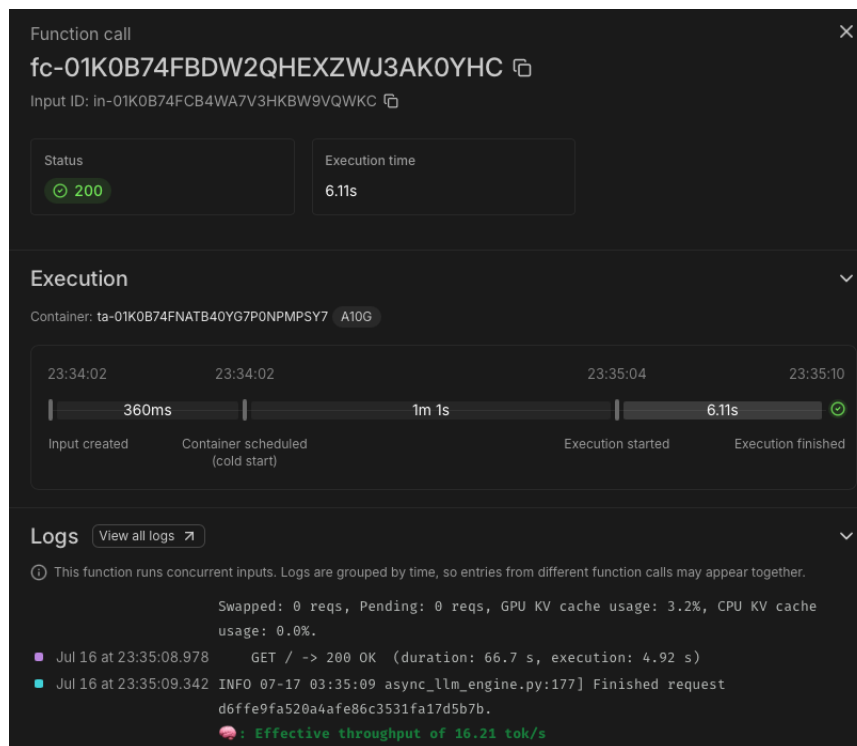 Function call
fc-01K0B74FBDW2QHEXZWJ3AK0YHC
Input ID: in-01K0B74FCB4WA7V3HKBW9VQWKC
Status Execution time
200 6.11s
Execution
Container: ta-01K0B74FNATB40YG7P0NPMPSY7 A10G
23:34:02 23:34:02 23:35:04 23:35:10
360ms 1m 1s 6.11s
Input created Container scheduled Execution started Execution finished
(cold start)
Logs View all logs
This function runs concurrent inputs. Logs are grouped by time, so entries from different function calls may appear together.
Swapped: 0 reqs, Pending: 0 reqs, GPU KV cache usage: 3.2%, CPU KV cache
usage: 0.0%.
Jul 16 at 23:35:08.978 GET / -> 200 OK (duration: 66.7 s, execution: 4.92 s)
Jul 16 at 23:35:09.342 INFO 07-17 03:35:09 async_llm_engine.py:177] Finished request
d6ffe9fa520a4afe86c3531fa17d5b7b.
🧠: Effective throughput of 16.21 tok/s